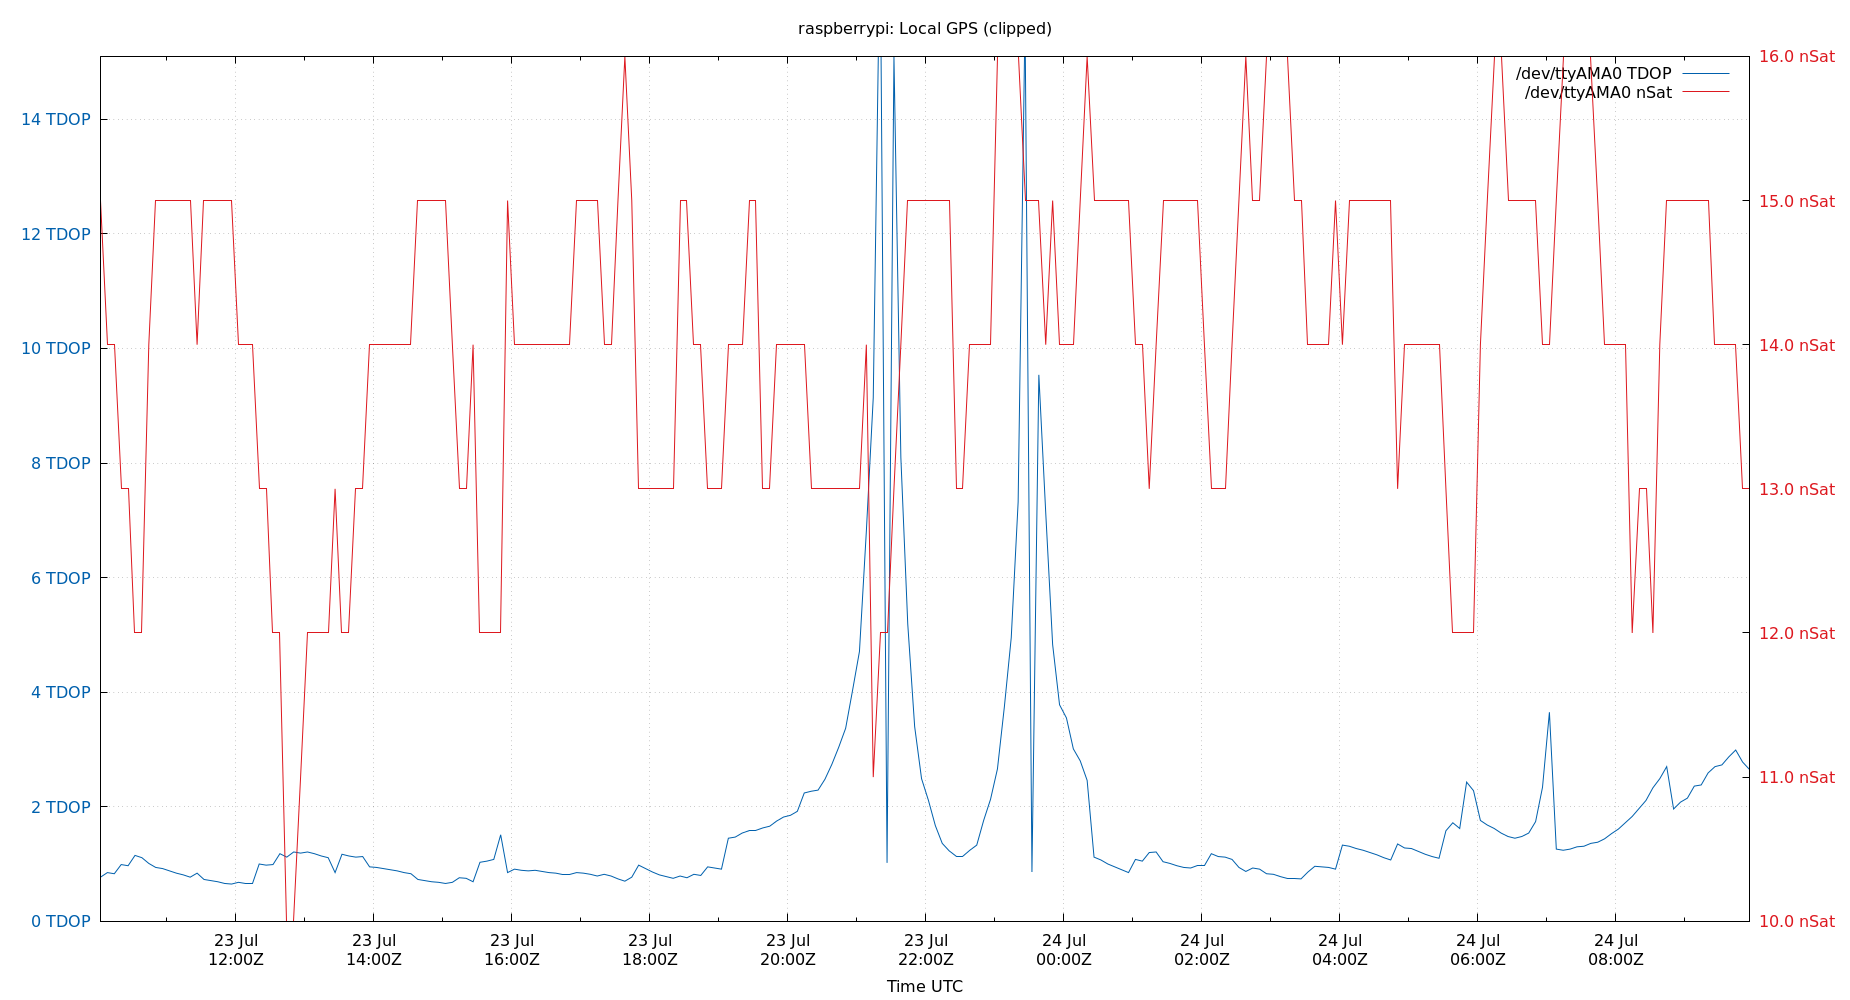 raspberrypi: Local GPS (clipped)
/dev/ttyAMA0 TDOP
/dev/ttyAMA0 nSat
14 TDOP
12 TDOP
10 TDOP
8 TDOP
6 TDOP
4 TDOP
2 TDOP
0 TDOP
16.0 nSat
15.0 nSat
14.0 nSat
13.0 nSat
12.0 nSat
11.0 nSat
10.0 nSat
23 Jul 23 Jul 23 Jul 23 Jul 23 Jul 23 Jul 24 Jul 24 Jul 24 Jul 24 Jul 24 Jul
12:00Z 14:00Z 16:00Z 18:00Z 20:00Z 22:00Z 00:00Z 02:00Z 04:00Z 06:00Z 08:00Z
Time UTC